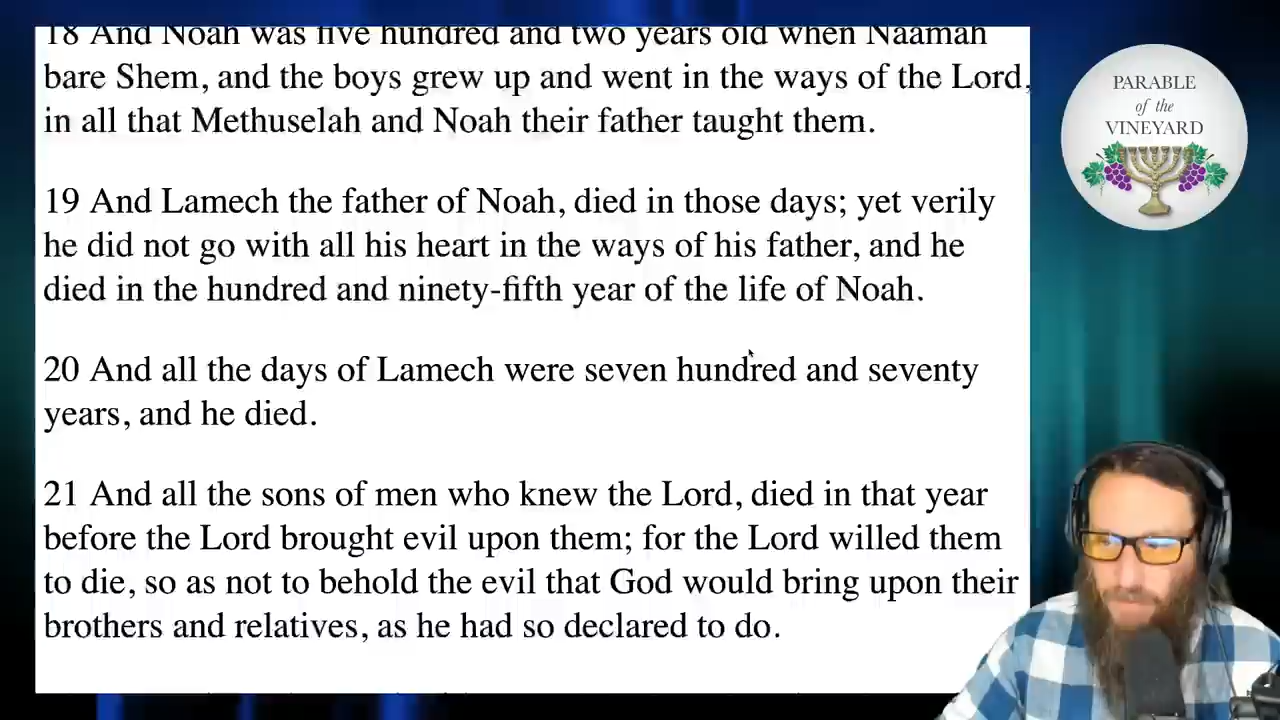 18 And Noah was five hundred and two years old when Naamah
bare Shem, and the boys grew up and went in the ways of the Lord,
in all that Methuselah and Noah their father taught them.
19 And Lamech the father of Noah, died in those days; yet verily
he did not go with all his heart in the ways of his father, and he
died in the hundred and ninety-fifth year of the life of Noah.
20 And all the days of Lamech were seven hundred and seventy
years, and he died.
21 And all the sons of men who knew the Lord, died in that year
before the Lord brought evil upon them; for the Lord willed them
to die, so as not to behold the evil that God would bring upon their
brothers and relatives, as he had so declared to do.
PARABLE
of the
VINEYARD